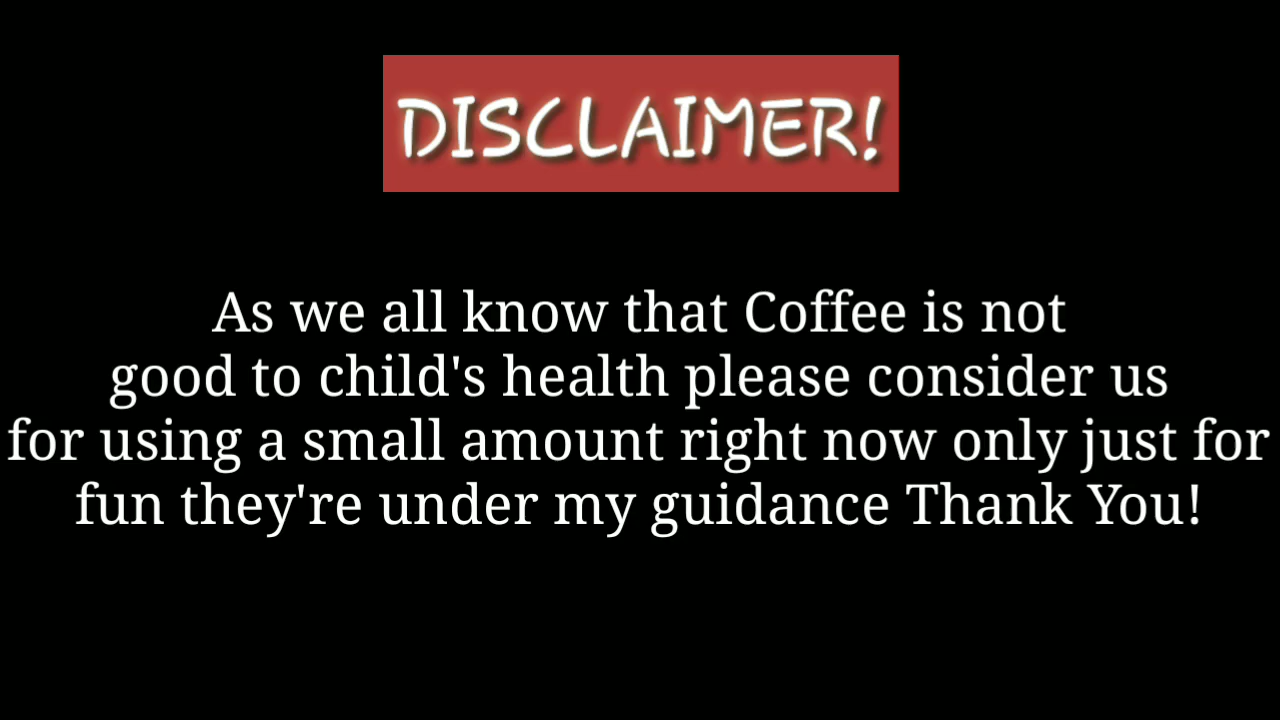 DISCLAIMER!
As we all know that Coffee is not
good to child's health please consider us
for using a small amount right now only just for
fun they're under my guidance Thank You!